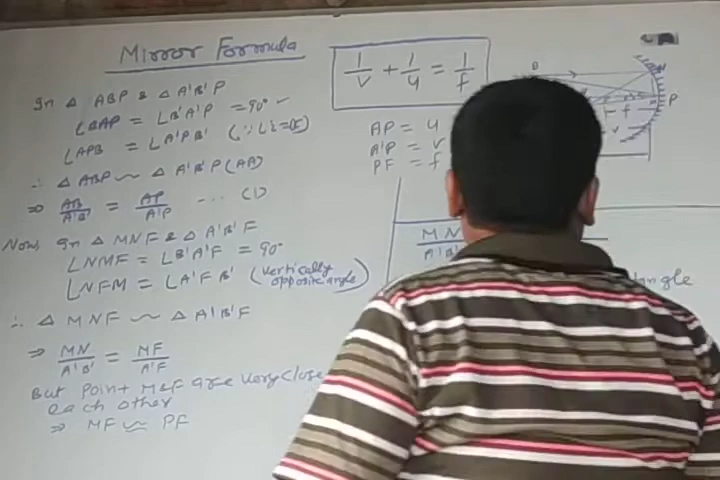 Mirror Formula
In △ ABP & △ A'B'P
∠BAP = ∠B'A'P = 90°
∠APB = ∠A'PB' (∵ ∠i = ∠r)
∴ △ ABP ∼ △ A'B'P (AA)
⇒ AB/A'B' = AP/A'P ... (1)
Now, In △ MNF & △ A'B'F
∠NMF = ∠B'A'F = 90°
∠NFM = ∠A'FB' (vertically opposite angle)
∴ △ MNF ∼ △ A'B'F
⇒ MN/A'B' = MF/A'F
But Point M & F are very close
each other
⇒ MF ≃ PF
1/v + 1/u = 1/f
AP = u
A'P = v
PF = f
MN
A'B'
angle
B
M
P
f
v